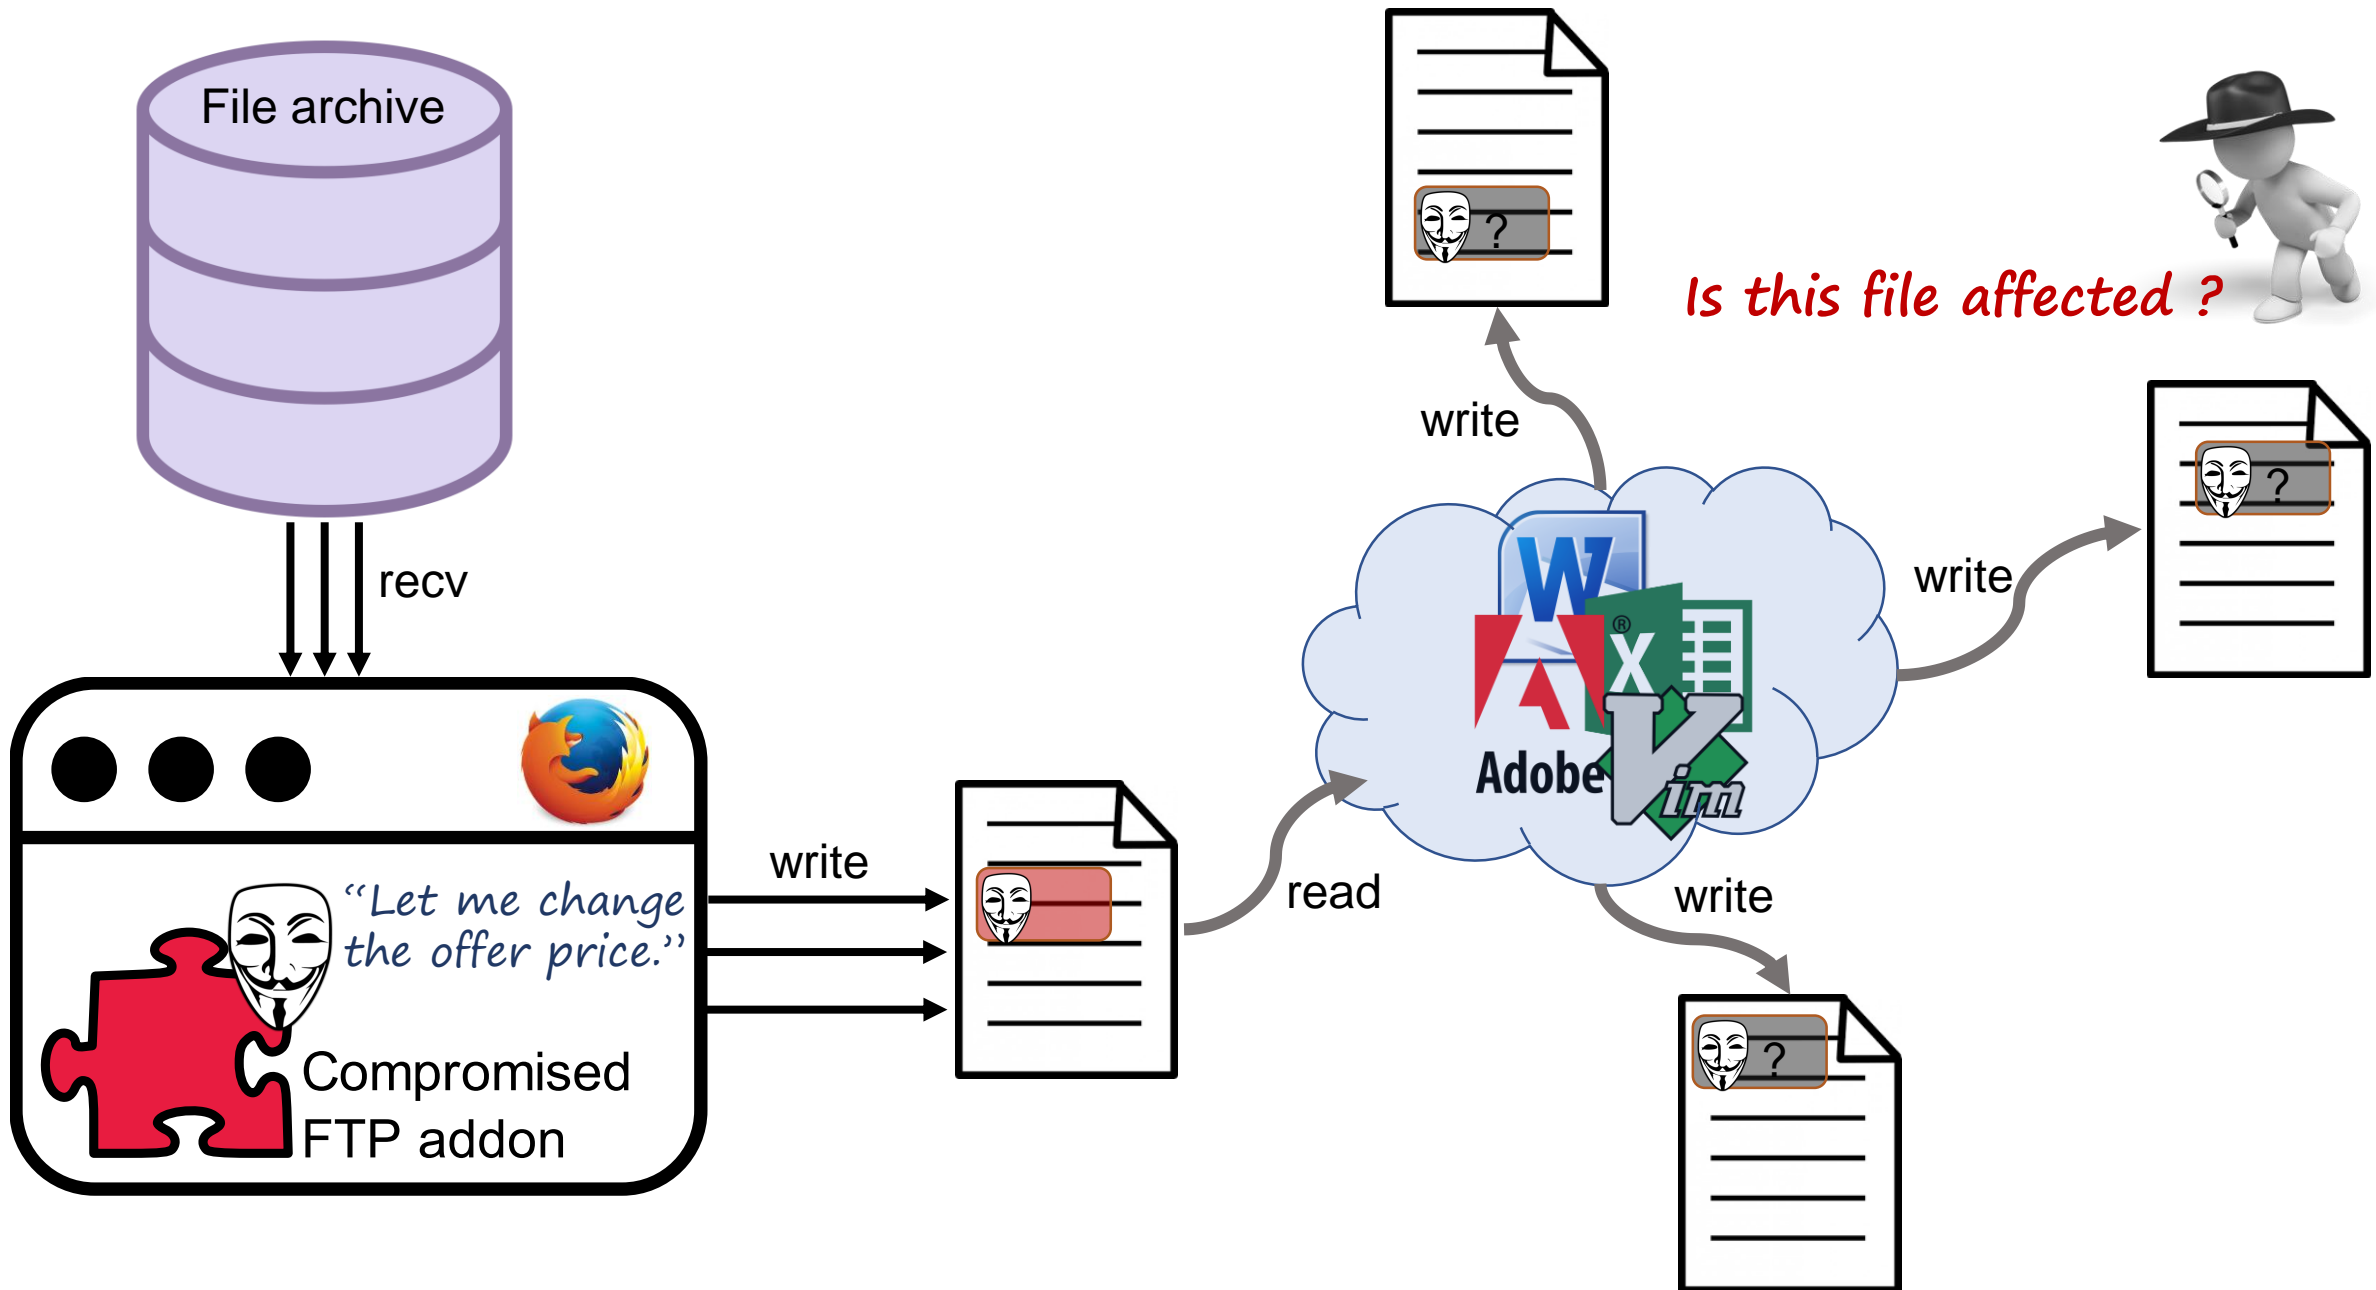 File archive
recv
“Let me change
the offer price.”
Compromised
FTP addon
write
read
W
X
®
Adobe
Vim
write
?
Is this file affected ?
write
?
write
?